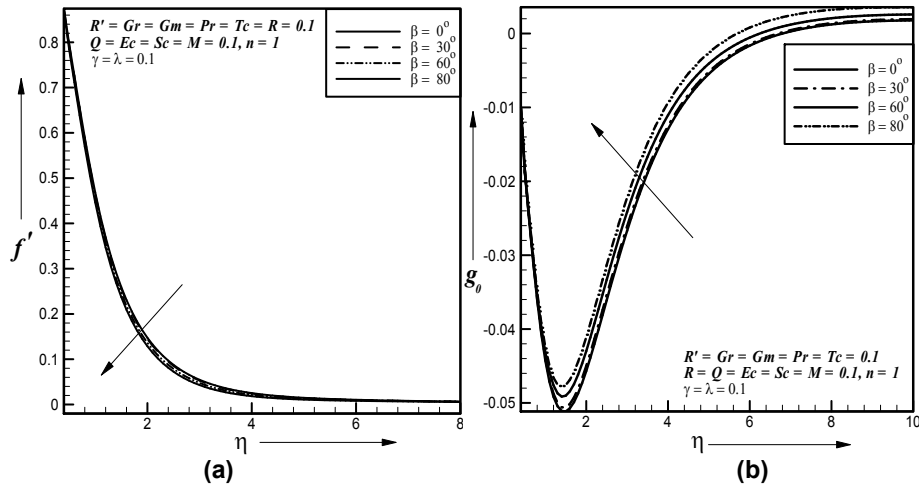 R' = Gr = Gm = Pr = Tc = R = 0.1
Q = Ec = Sc = M = 0.1, n = 1
γ = λ = 0.1
β = 0°
β = 30°
β = 60°
β = 80°
0.8
0.7
0.6
0.5
0.4
0.3
0.2
0.1
0
f'
2
4
6
8
η
(a)
0
-0.01
-0.02
-0.03
-0.04
-0.05
g₀
β = 0°
β = 30°
β = 60°
β = 80°
R' = Gr = Gm = Pr = Tc = 0.1
R = Q = Ec = Sc = M = 0.1, n = 1
γ = λ = 0.1
2
4
6
8
10
η
(b)